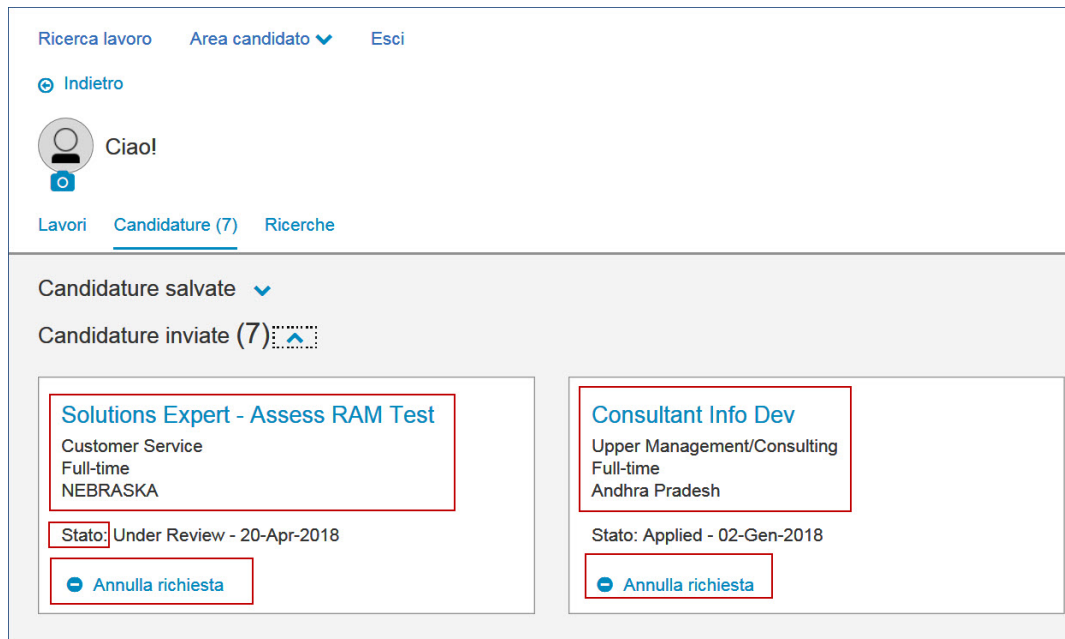 Ricerca lavoro Area candidato Esci
Indietro
Ciao!
Lavori Candidature (7) Ricerche
Candidature salvate
Candidature inviate (7)
Solutions Expert - Assess RAM Test
Customer Service
Full-time
NEBRASKA
Stato: Under Review - 20-Apr-2018
Annulla richiesta
Consultant Info Dev
Upper Management/Consulting
Full-time
Andhra Pradesh
Stato: Applied - 02-Gen-2018
Annulla richiesta